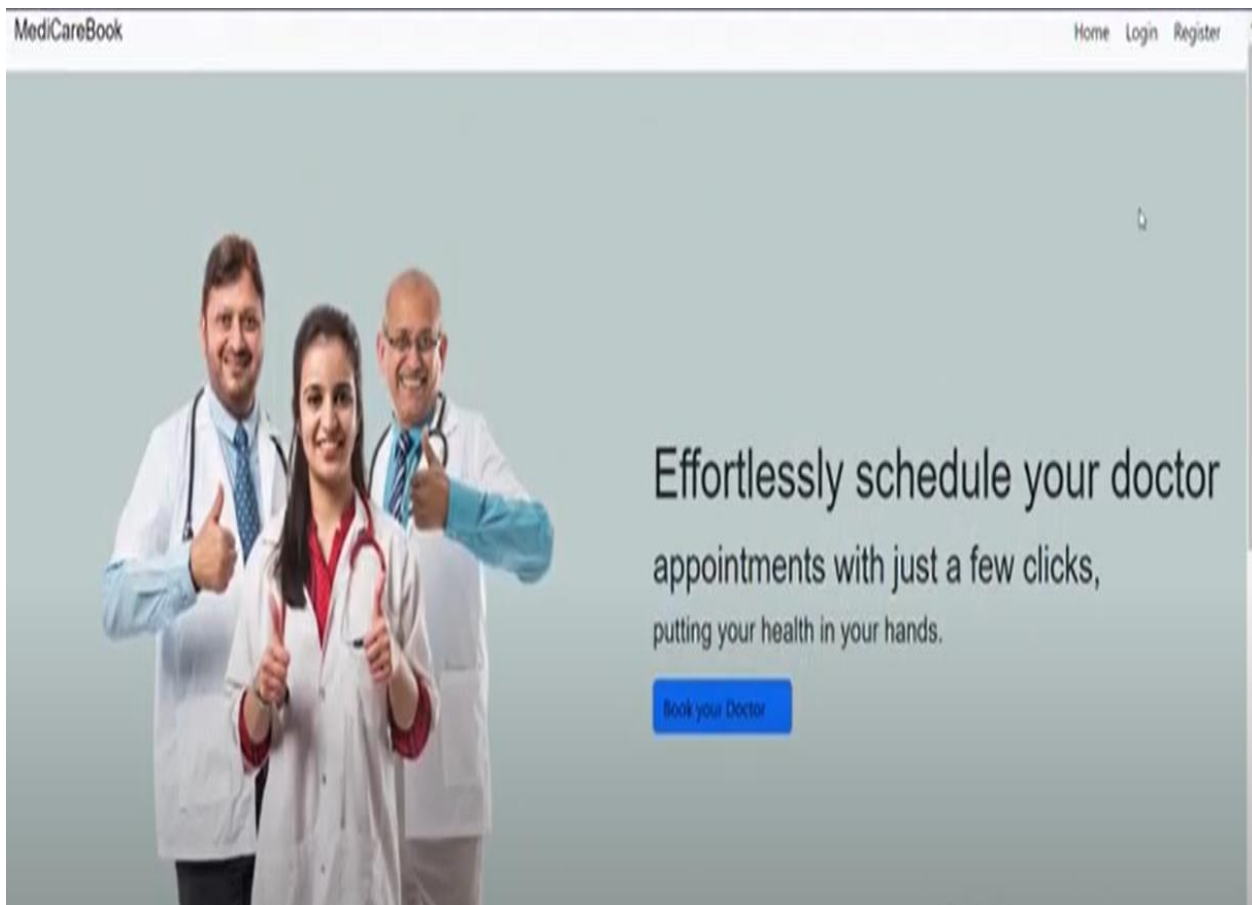 MediCareBook
Home Login Register
Effortlessly schedule your doctor
appointments with just a few clicks,
putting your health in your hands.
Book your Doctor